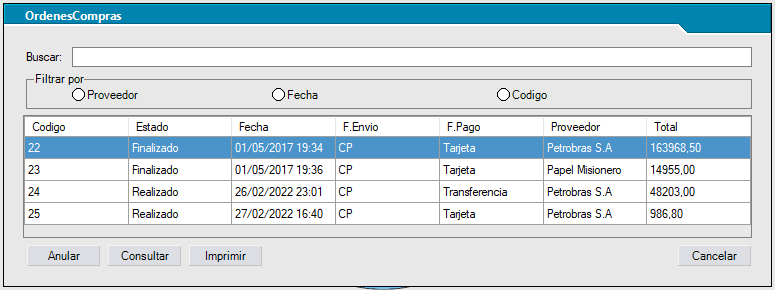 OrdenesCompras
Buscar:
Filtrar por
Proveedor Fecha Codigo
Codigo Estado Fecha F.Envio F.Pago Proveedor Total
22 Finalizado 01/05/2017 19:34 CP Tarjeta Petrobras S.A 163968,50
23 Finalizado 01/05/2017 19:36 CP Tarjeta Papel Misionero 14955,00
24 Realizado 26/02/2022 23:01 CP Transferencia Petrobras S.A 48203,00
25 Realizado 27/02/2022 16:40 CP Tarjeta Petrobras S.A 986,80
Anular Consultar Imprimir Cancelar